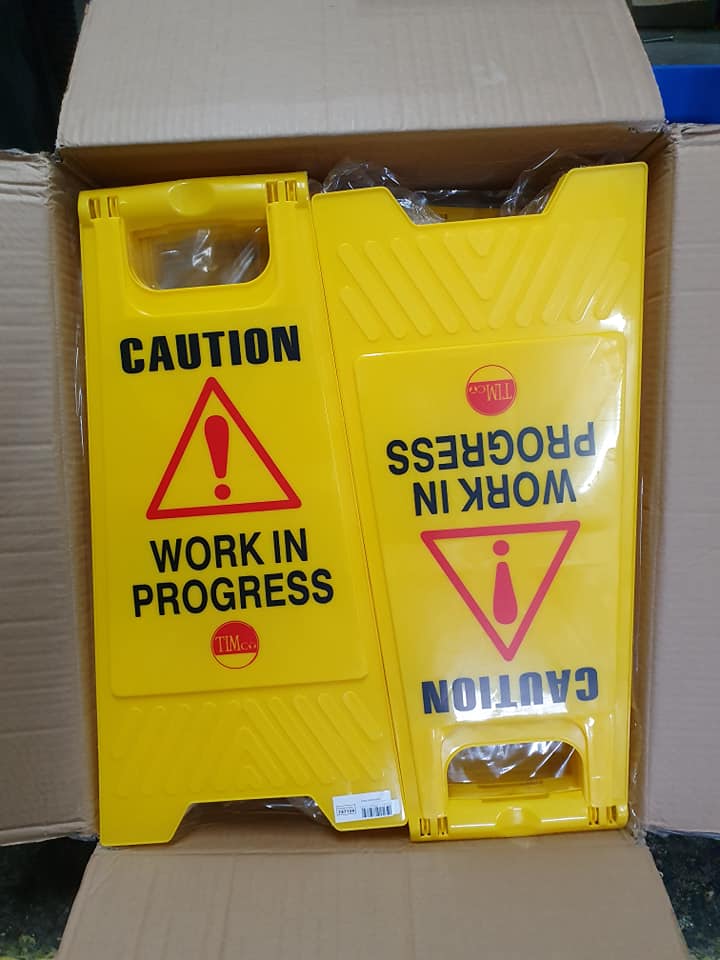 CAUTION
WORK IN
PROGRESS
TIMco
CAUTION
WORK IN
PROGRESS
TIMco